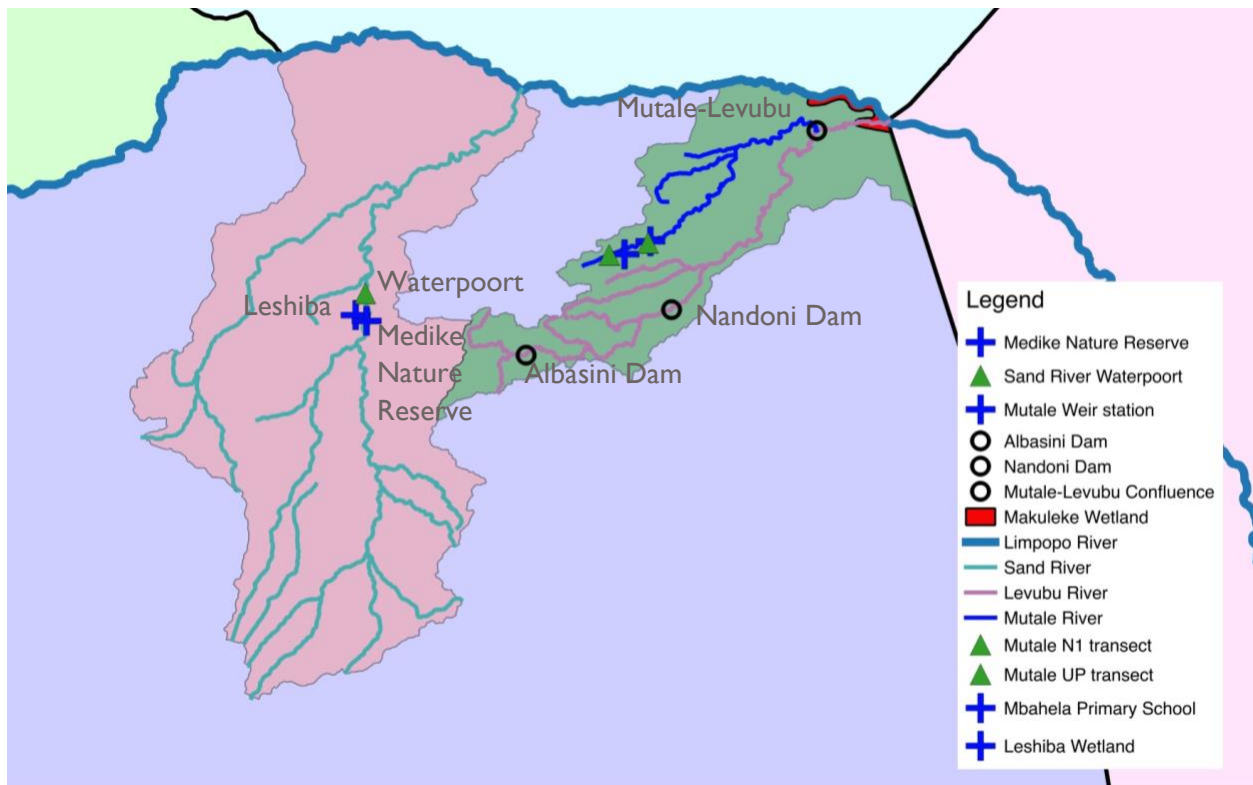 Mutale-Levubu
Waterpoort
Leshiba
Medike
Nature
Reserve
Nandoni Dam
Albasini Dam
Legend
Medike Nature Reserve
Sand River Waterpoort
Mutale Weir station
Albasini Dam
Nandoni Dam
Mutale-Levubu Confluence
Makuleke Wetland
Limpopo River
Sand River
Levubu River
Mutale River
Mutale N1 transect
Mutale UP transect
Mbahela Primary School
Leshiba Wetland